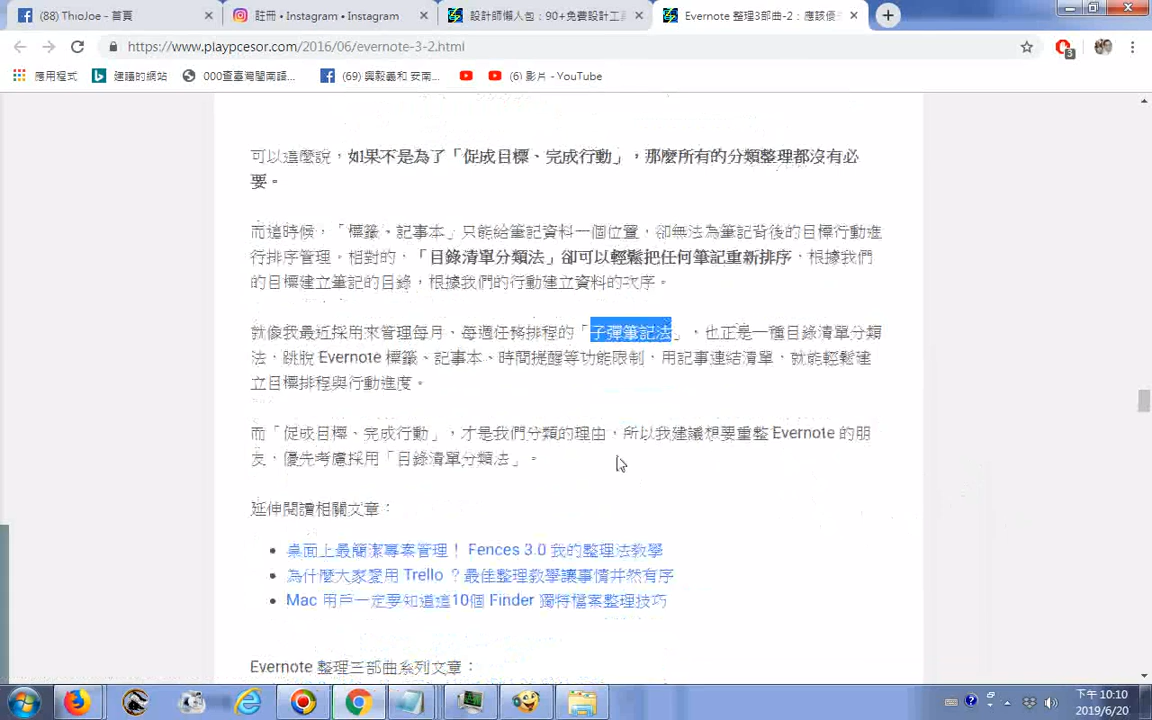 (88) ThioJoe - 首頁
註冊 • Instagram • Instagram
設計師懶人包：90+免費設計工
Evernote 整理3部曲-2：應該優
https://www.playpcesor.com/2016/06/evernote-3-2.html
3
應用程式
建議的網站
000查臺灣閩南語...
(69) 與毅義和 安南...
(6) 影片 - YouTube
可以這麼說，如果不是為了「促成目標、完成行動」，那麼所有的分類整理都沒有必
要。
而這時候，「標籤、記事本」只能給筆記資料一個位置，卻無法為筆記背後的目標行動進
行排序管理。相對的，「目錄清單分類法」卻可以輕鬆把任何筆記重新排序，根據我們
的目標建立筆記的目錄，根據我們的行動建立資料的次序。
就像我最近採用來管理每月、每週任務排程的「子彈筆記法」，也正是一種目錄清單分類
法，跳脫 Evernote 標籤、記事本、時間提醒等功能限制，用記事連結清單，就能輕鬆建
立目標排程與行動進度。
而「促成目標、完成行動」，才是我們分類的理由，所以我建議想要重整 Evernote 的朋
友，優先考慮採用「目錄清單分類法」。
延伸閱讀相關文章：
桌面上最簡潔專案管理！ Fences 3.0 我的整理法教學
為什麼大家愛用 Trello ？最佳整理教學讓事情井然有序
Mac 用戶一定要知道這10個 Finder 獨特檔案整理技巧
Evernote 整理三部曲系列文章：
下午 10:10
2019/6/20